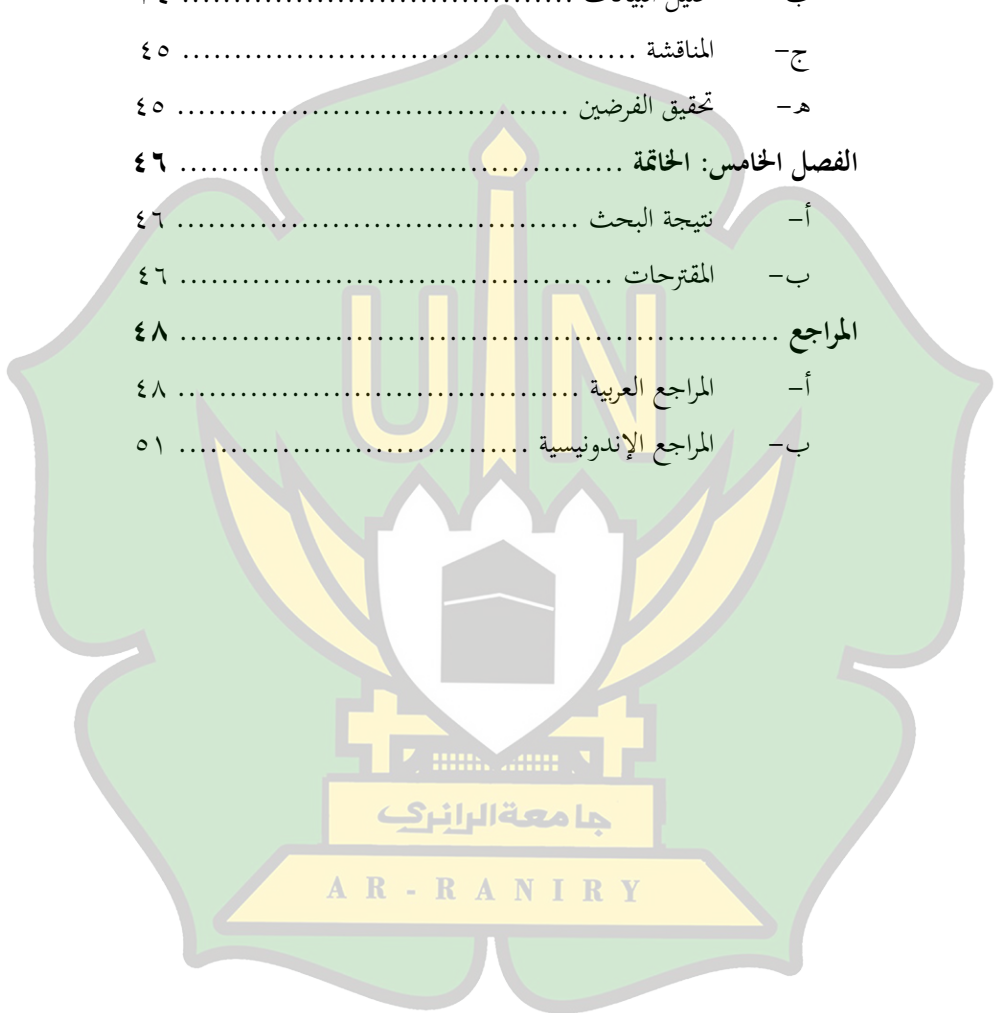 ج- المناقشة ............................................ ٤٥
هـ- تحقيق الفرضين ...................................... ٤٥
الفصل الخامس: الخاتمة ........................................... ٤٦
أ- نتيجة البحث ....................................... ٤٦
ب- المقترحات .......................................... ٤٦
المراجع .......................................................... ٤٨
أ- المراجع العربية ....................................... ٤٨
ب- المراجع الإندونيسية .................................. ٥١
UIN
جامعة الرانري
AR-RANIRY